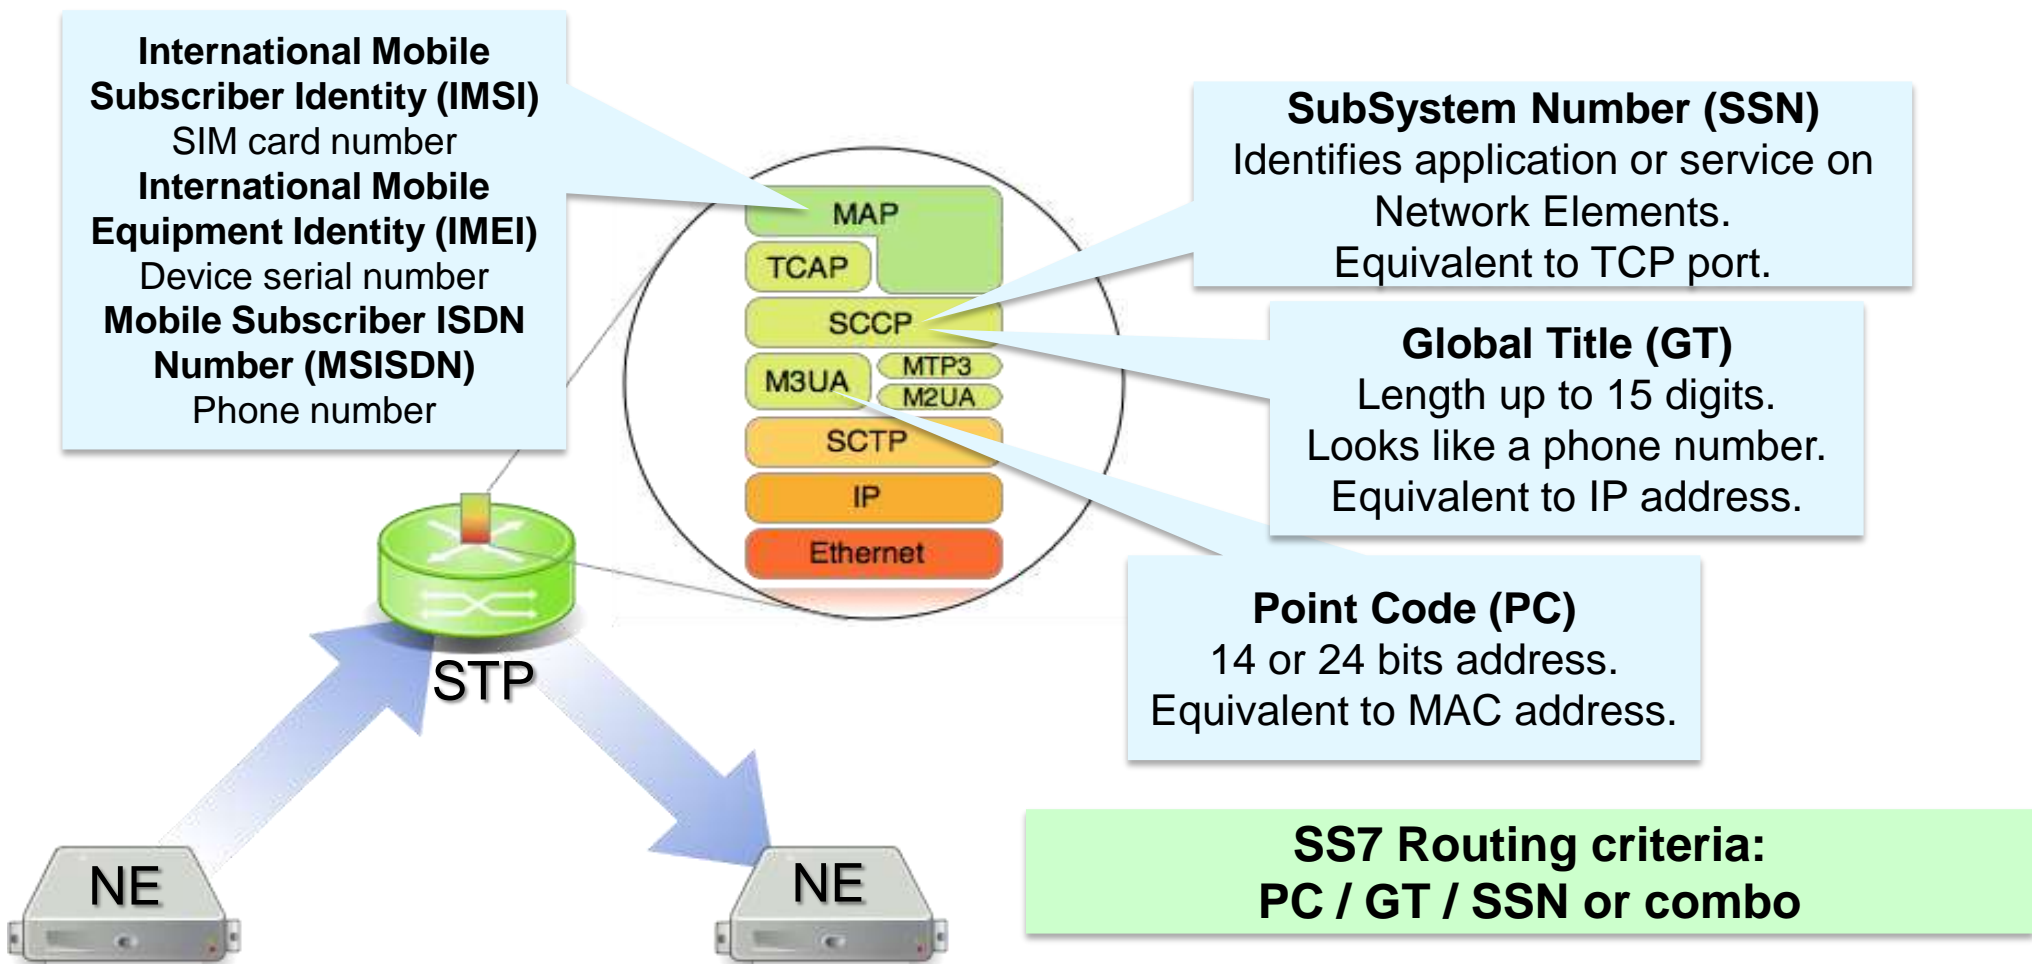 International Mobile
Subscriber Identity (IMSI)
SIM card number
International Mobile
Equipment Identity (IMEI)
Device serial number
Mobile Subscriber ISDN
Number (MSISDN)
Phone number
MAP
TCAP
SCCP
M3UA
MTP3
M2UA
SCTP
IP
Ethernet
SubSystem Number (SSN)
Identifies application or service on
Network Elements.
Equivalent to TCP port.
Global Title (GT)
Length up to 15 digits.
Looks like a phone number.
Equivalent to IP address.
Point Code (PC)
14 or 24 bits address.
Equivalent to MAC address.
STP
NE
NE
SS7 Routing criteria:
PC / GT / SSN or combo